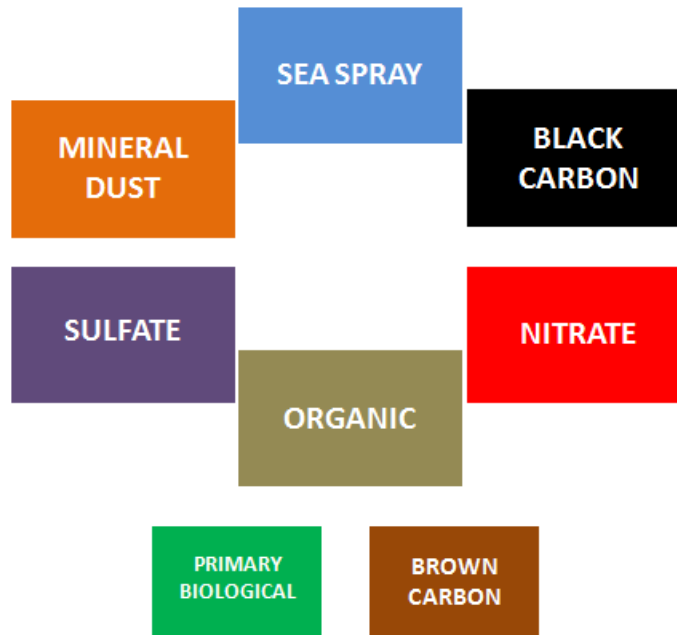 SEA SPRAY
MINERAL
DUST
BLACK
CARBON
SULFATE
NITRATE
ORGANIC
PRIMARY
BIOLOGICAL
BROWN
CARBON